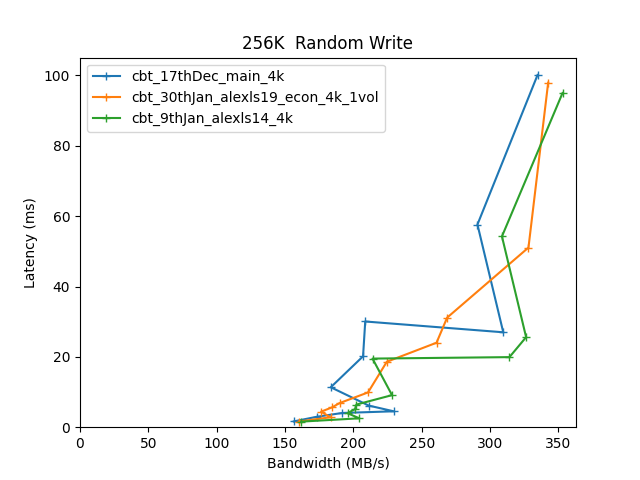 256K  Random Write
cbt_17thDec_main_4k
cbt_30thJan_alexls19_econ_4k_1vol
cbt_9thJan_alexls14_4k
100
80
60
40
20
0
Latency (ms)
0 50 100 150 200 250 300 350
Bandwidth (MB/s)